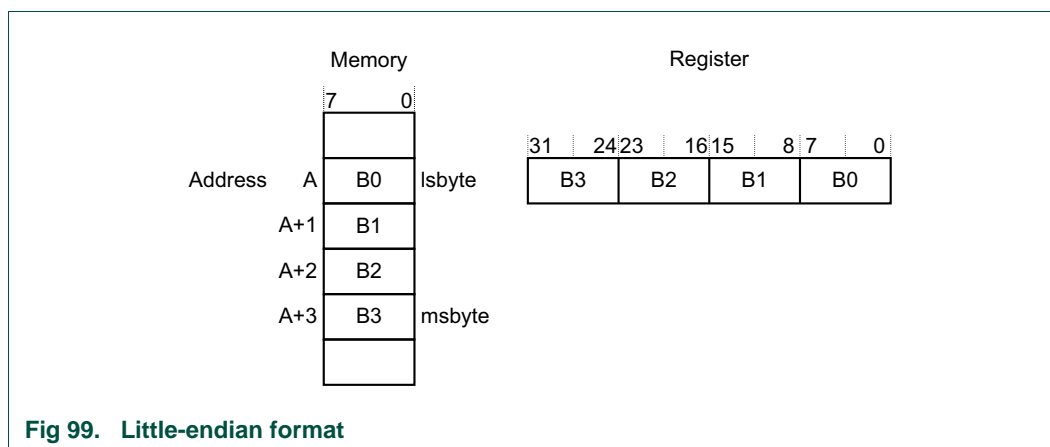 Memory
Register
7 0
31 24 23 16 15 8 7 0
Address A B0 lsbyte
B3 B2 B1 B0
A+1 B1
A+2 B2
A+3 B3 msbyte
Fig 99. Little-endian format